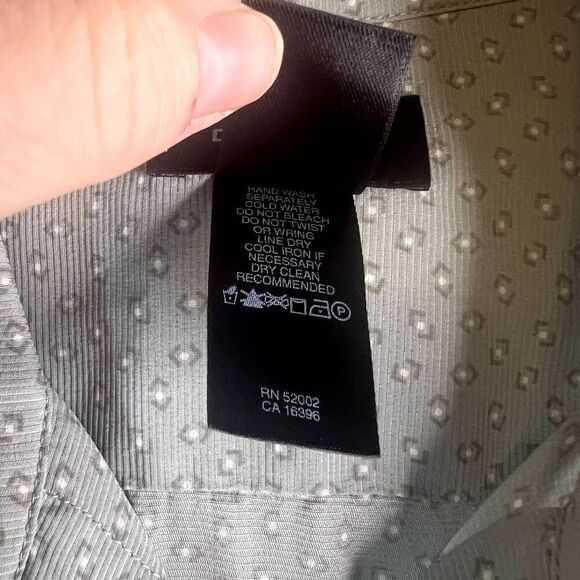 HAND WASH
SEPARATELY
COLD WATER
DO NOT BLEACH
DO NOT TWIST
OR WRING
LINE DRY
COOL IRON IF
NECESSARY
DRY CLEAN
RECOMMENDED
P
RN 52002
CA 16396